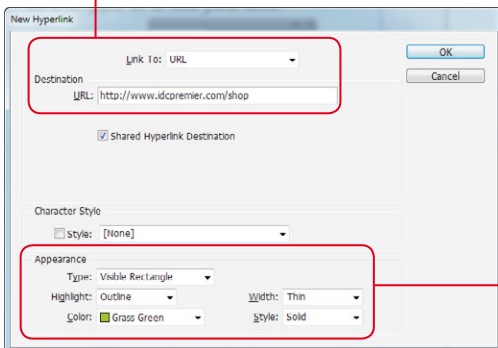 New Hyperlink
Link To: URL
OK
Cancel
Destination
URL: http://www.idcpremier.com/shop
Shared Hyperlink Destination
Character Style
Style: [None]
Appearance
Type: Visible Rectangle
Highlight: Outline Width: Thin
Color: Grass Green Style: Solid